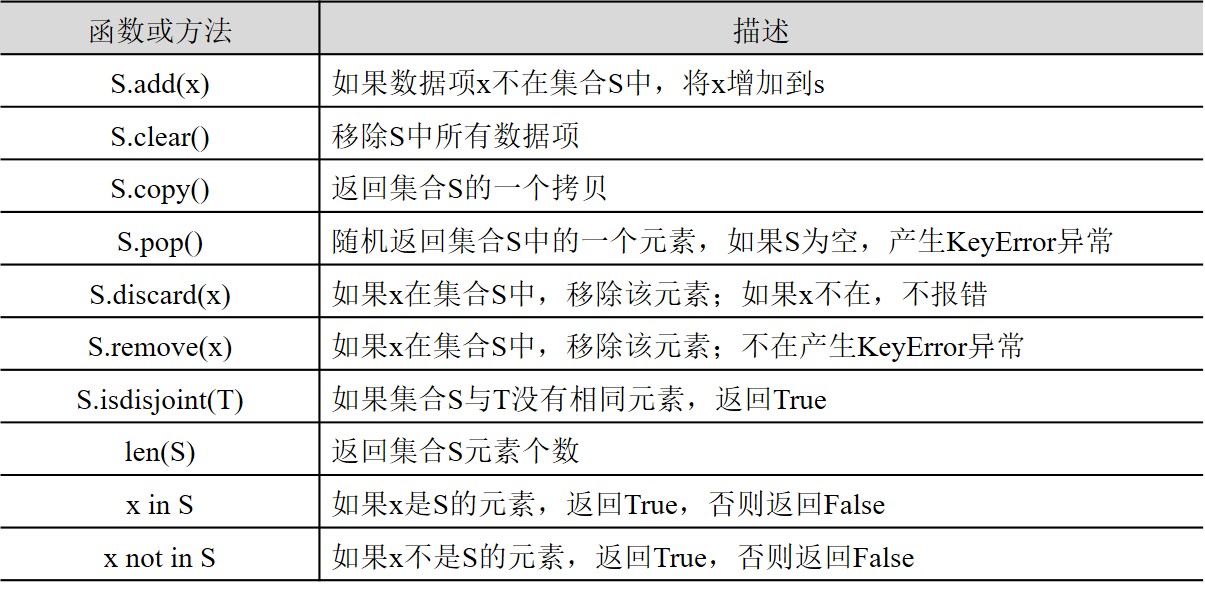 函数或方法 描述
S.add(x) 如果数据项x不在集合S中，将x增加到s
S.clear() 移除S中所有数据项
S.copy() 返回集合S的一个拷贝
S.pop() 随机返回集合S中的一个元素，如果S为空，产生KeyError异常
S.discard(x) 如果x在集合S中，移除该元素；如果x不在，不报错
S.remove(x) 如果x在集合S中，移除该元素；不在产生KeyError异常
S.isdisjoint(T) 如果集合S与T没有相同元素，返回True
len(S) 返回集合S元素个数
x in S 如果x是S的元素，返回True，否则返回False
x not in S 如果x不是S的元素，返回True，否则返回False